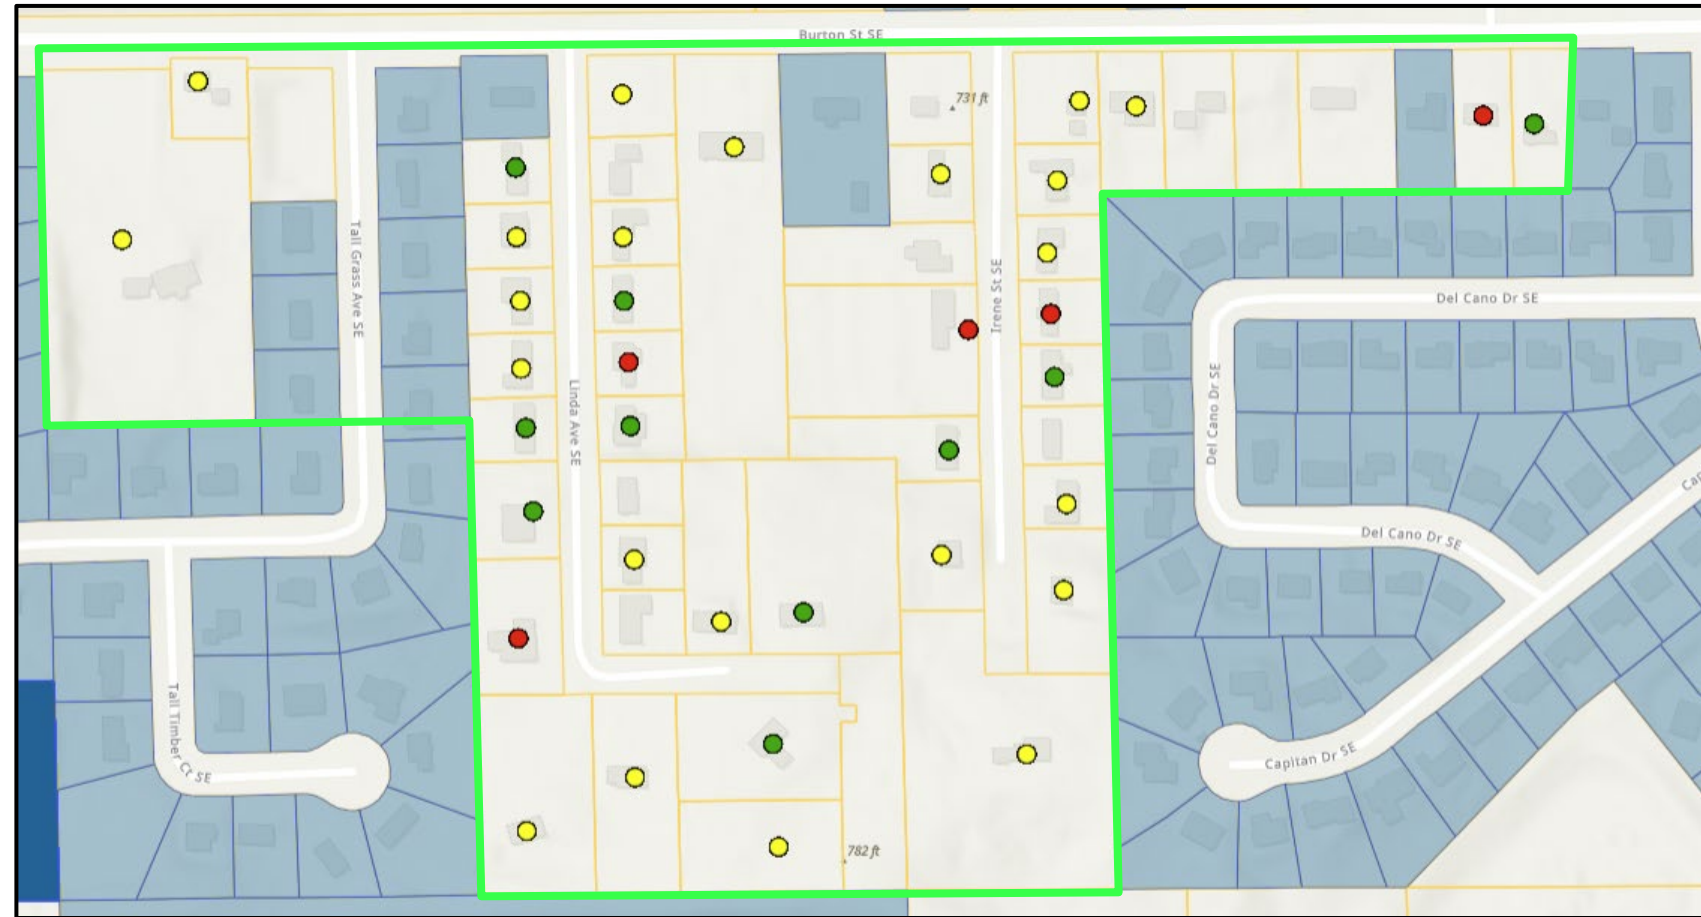 Burton St SE
731 ft
Tall Grass Ave SE
Irene St SE
Del Cano Dr SE
Linda Ave SE
Del Cano Dr SE
Del Cano Dr SE
Tall Timber Ct SE
Capitan Dr SE
782 ft